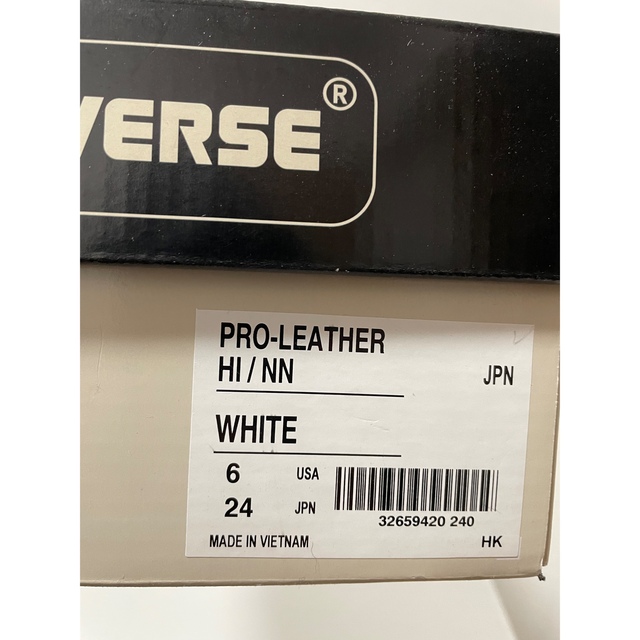 VERSE®
PRO-LEATHER
HI / NN JPN
WHITE
6 USA
24 JPN
32659420 240
MADE IN VIETNAM HK